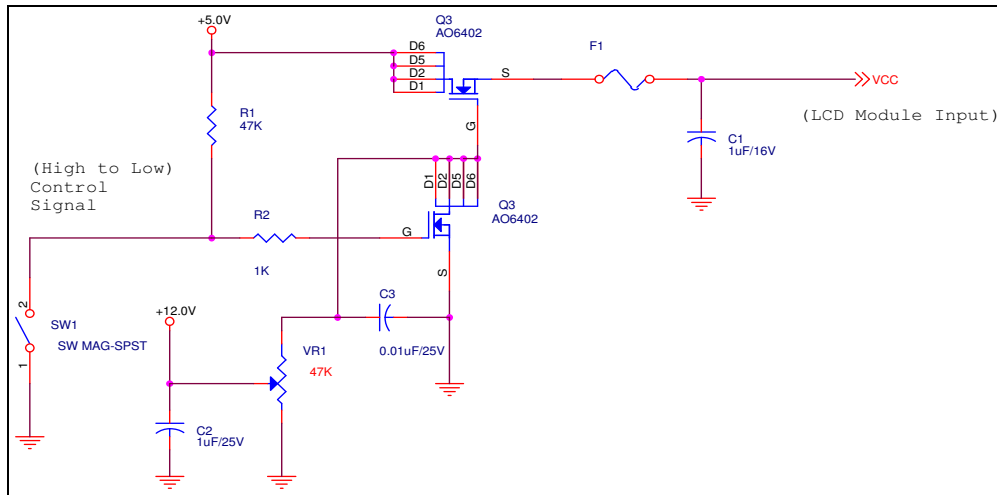 +5.0V
Q3
AO6402
D6
D5
D2
D1
S
G
F1
VCC
(LCD Module Input)
R1
47K
C1
1uF/16V
(High to Low)
Control
Signal
D1
D2
D5
D6
Q3
AO6402
R2
G
1K
S
2
SW1
SW MAG-SPST
1
+12.0V
C3
0.01uF/25V
VR1
47K
C2
1uF/25V